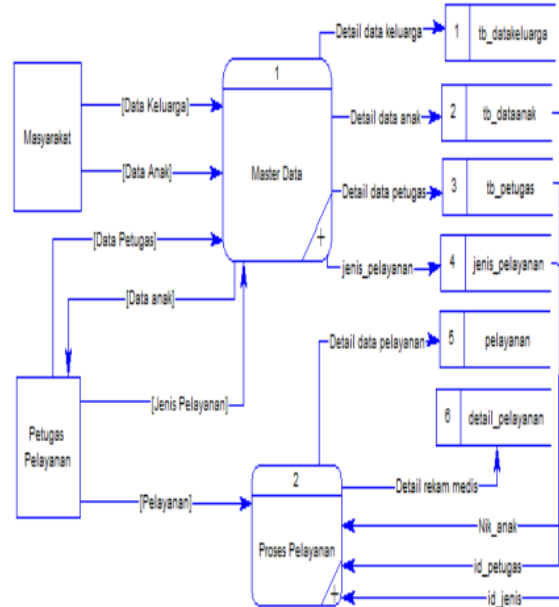 Detail data keluarga
1 tb_datakeluarga
1
Masyarakat
[Data Keluarga]
Master Data
Detail data anak
2 tb_dataanak
[Data Anak]
Detail data petugas
3 tb_petugas
[Data Petugas]
+
jenis_pelayanan
4 jenis_pelayanan
[Data anak]
Detail data pelayanan
5 pelayanan
Petugas
Pelayanan
[Jenis Pelayanan]
6 detail_pelayanan
2
Detail rekam medis
[Pelayanan]
Proses Pelayanan
Nik_anak
id_petugas
+
id_jenis